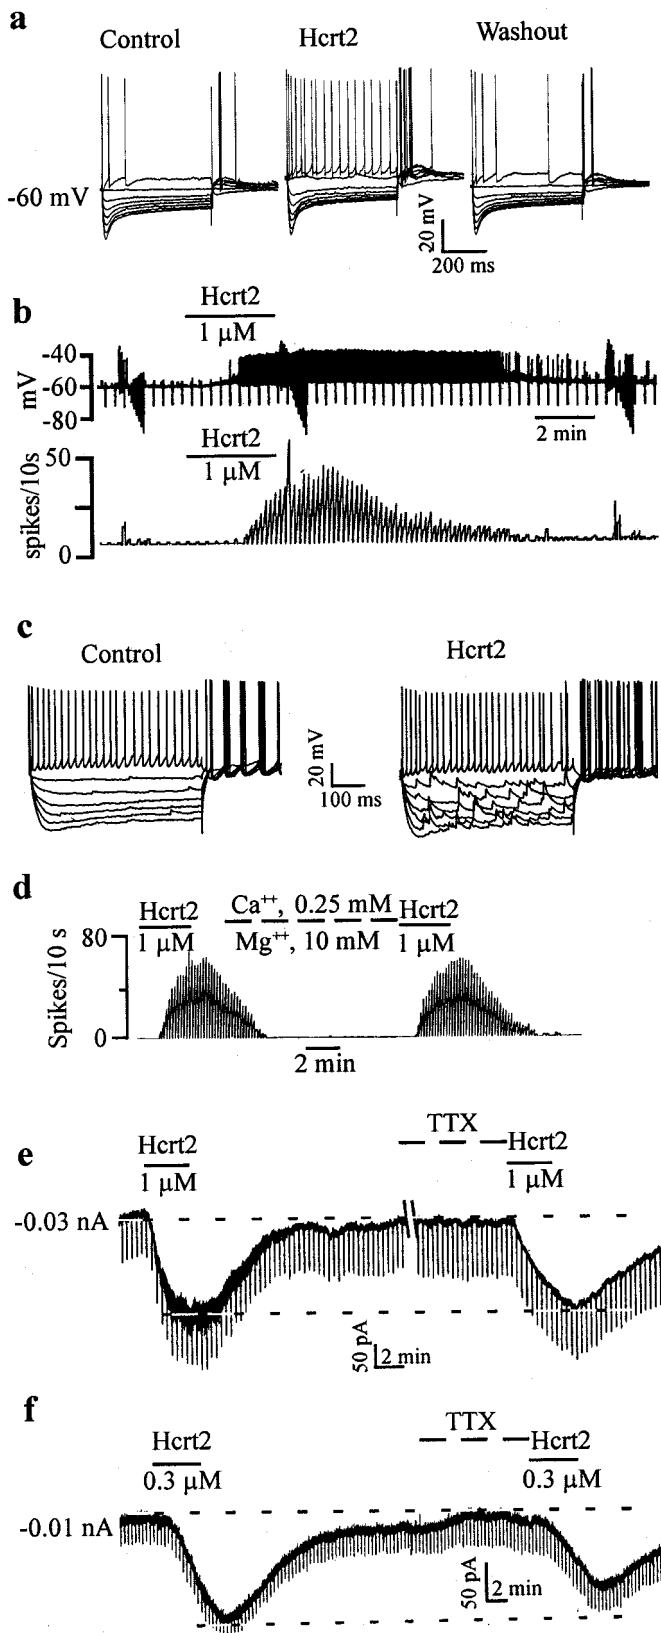 a
Control
Hcrt2
Washout
-60 mV
20 mV
200 ms
b
Hcrt2
1 μM
-40
-60
-80
mV
2 min
Hcrt2
1 μM
50
0
spikes/10s
c
Control
Hcrt2
20 mV
100 ms
d
Hcrt2
1 μM
Ca⁺⁺, 0.25 mM
Mg⁺⁺, 10 mM
Hcrt2
1 μM
80
0
Spikes/10 s
2 min
e
Hcrt2
1 μM
TTX
Hcrt2
1 μM
-0.03 nA
50 pA
2 min
f
Hcrt2
0.3 μM
TTX
Hcrt2
0.3 μM
-0.01 nA
50 pA
2 min